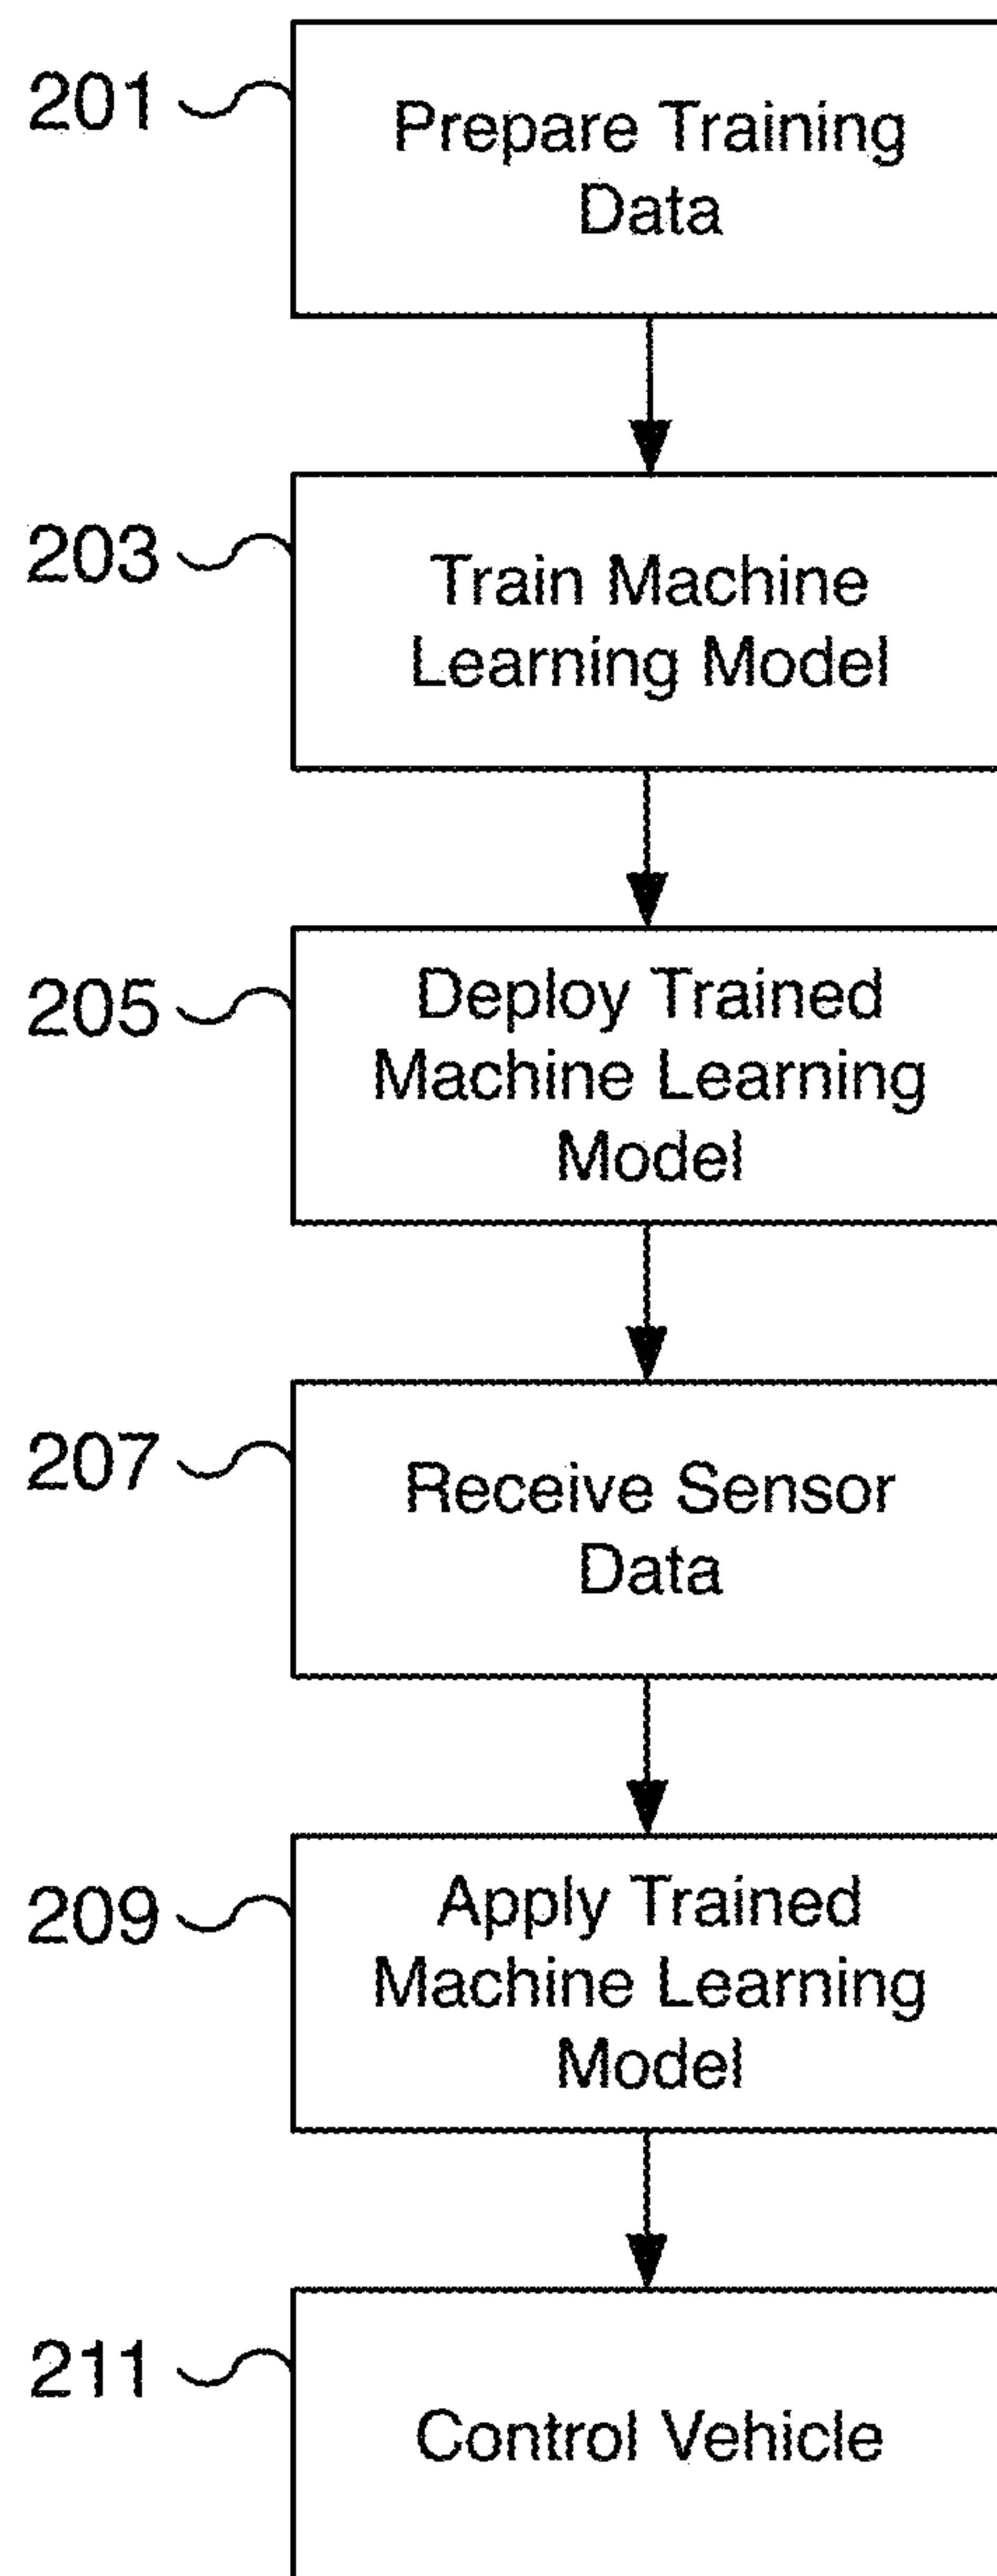 201
Prepare Training
Data
203
Train Machine
Learning Model
205
Deploy Trained
Machine Learning
Model
207
Receive Sensor
Data
209
Apply Trained
Machine Learning
Model
211
Control Vehicle